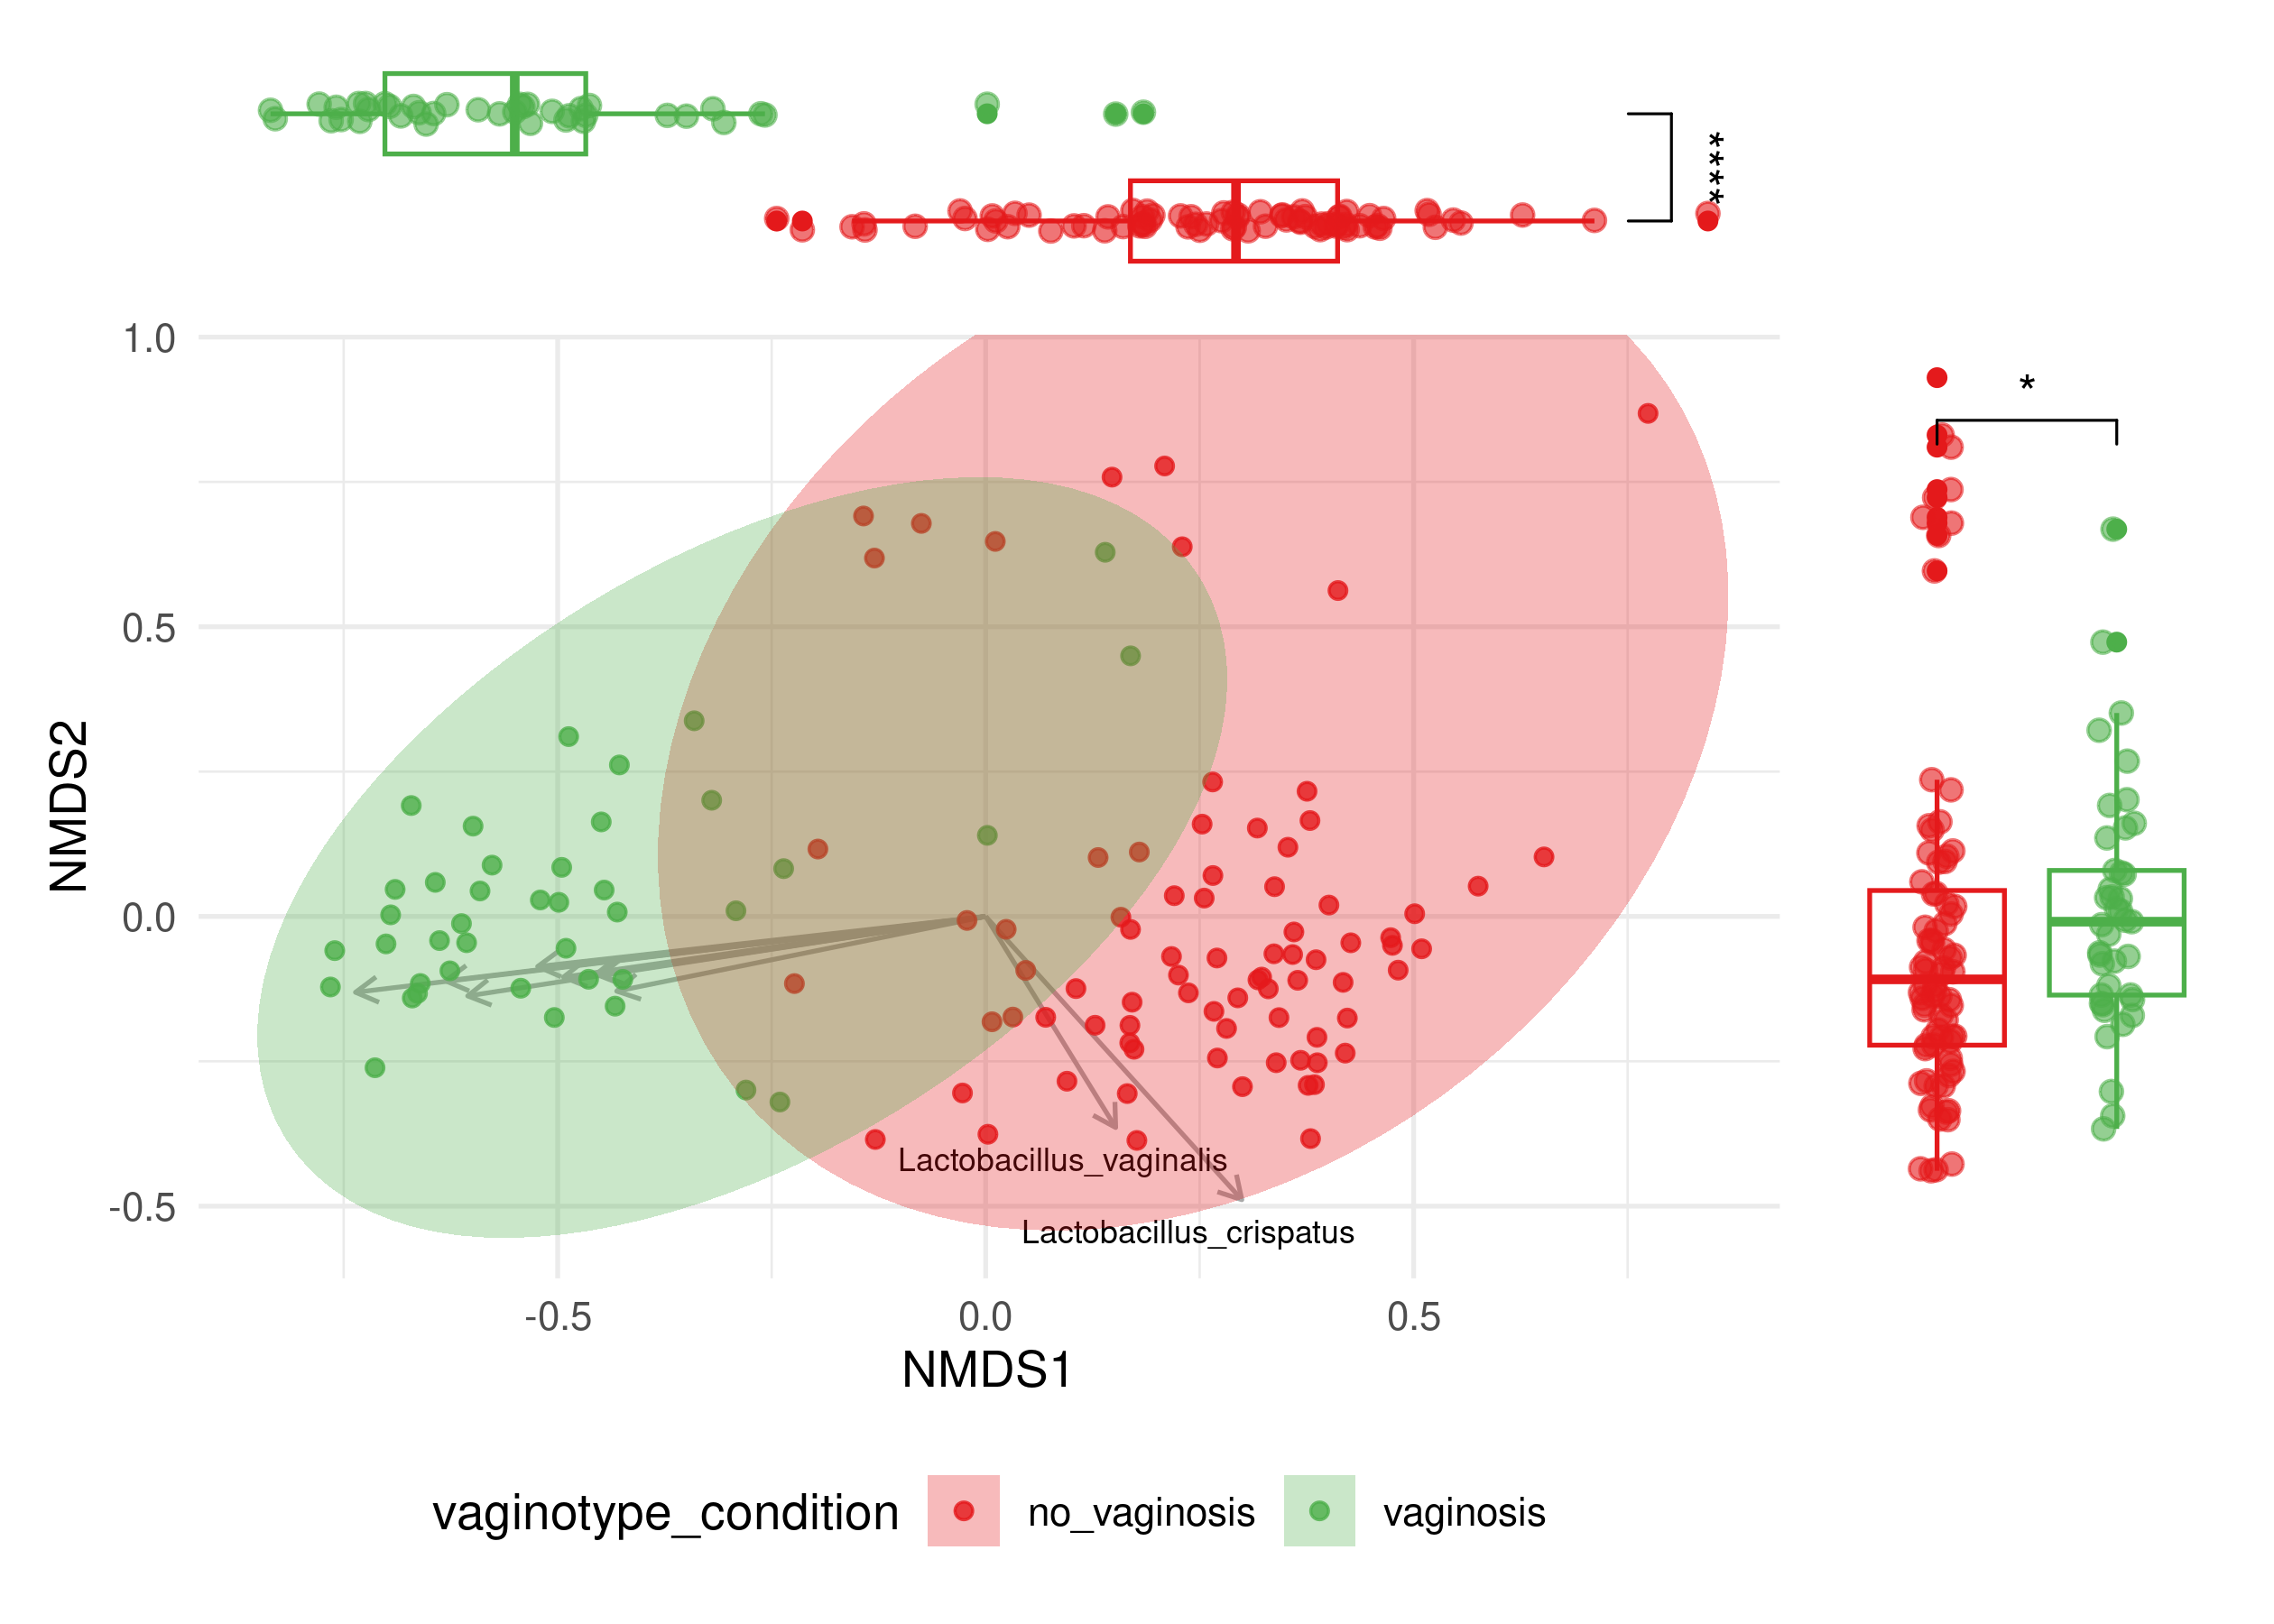 ****
*
1.0
0.5
0.0
-0.5
NMDS2
Lactobacillus_vaginalis
Lactobacillus_crispatus
-0.5 0.0 0.5
NMDS1
vaginotype_condition no_vaginosis vaginosis